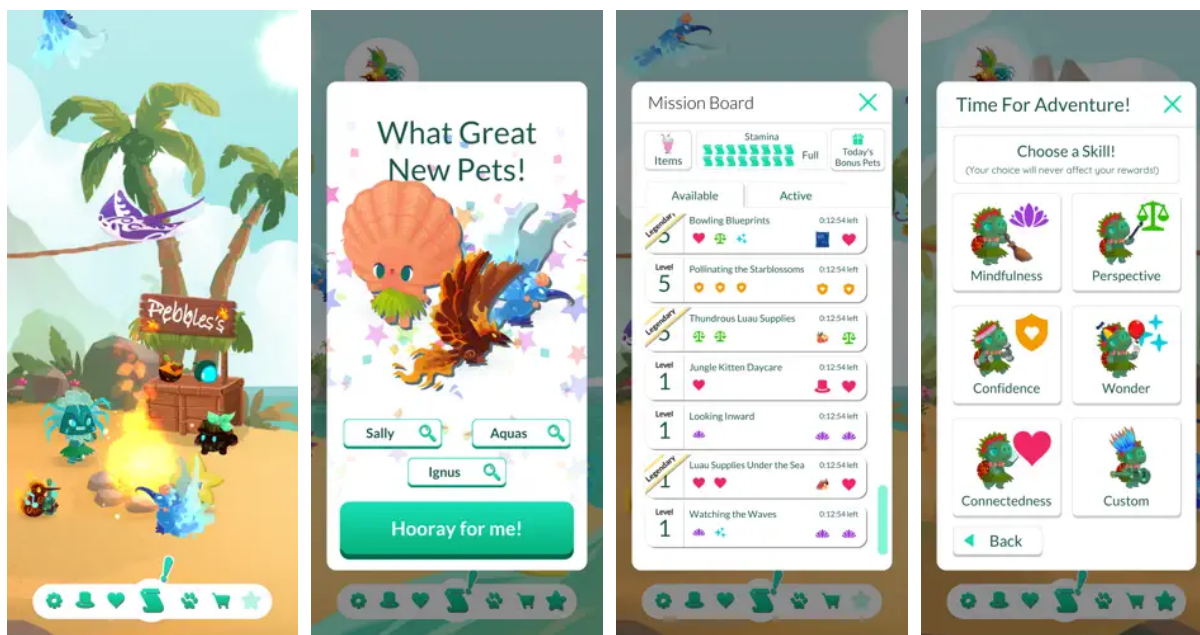 Pebbles's
What Great
New Pets!
Sally
Aquas
Ignus
Hooray for me!
Mission Board
Items
Stamina
Full
Today's
Bonus Pets
Available
Active
Legendary
5
Bowling Blueprints
0:12:54 left
Level
5
Pollinating the Starblossoms
0:12:54 left
Legendary
5
Thundrous Luau Supplies
0:12:54 left
Level
1
Jungle Kitten Daycare
0:12:54 left
Level
1
Looking Inward
0:12:54 left
Legendary
1
Luau Supplies Under the Sea
0:12:54 left
Level
1
Watching the Waves
0:12:54 left
Time For Adventure!
Choose a Skill!
(Your choice will never affect your rewards!)
Mindfulness
Perspective
Confidence
Wonder
Connectedness
Custom
Back